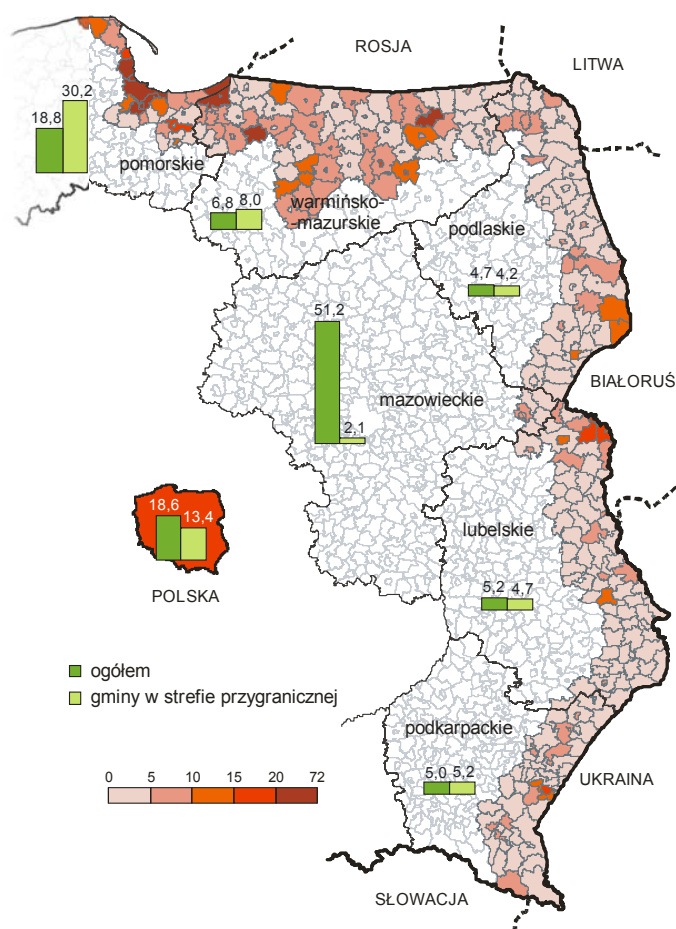 ROSJA
LITWA
30,2
18,8
pomorskie
6,8 8,0
warmińsko-
mazurskie
podlaskie
4,7 4,2
51,2
2,1
mazowieckie
BIAŁORUŚ
18,6
13,4
POLSKA
lubelskie
5,2 4,7
ogółem
gminy w strefie przygranicznej
podkarpackie
5,0 5,2
UKRAINA
0 5 10 15 20 72
SŁOWACJA